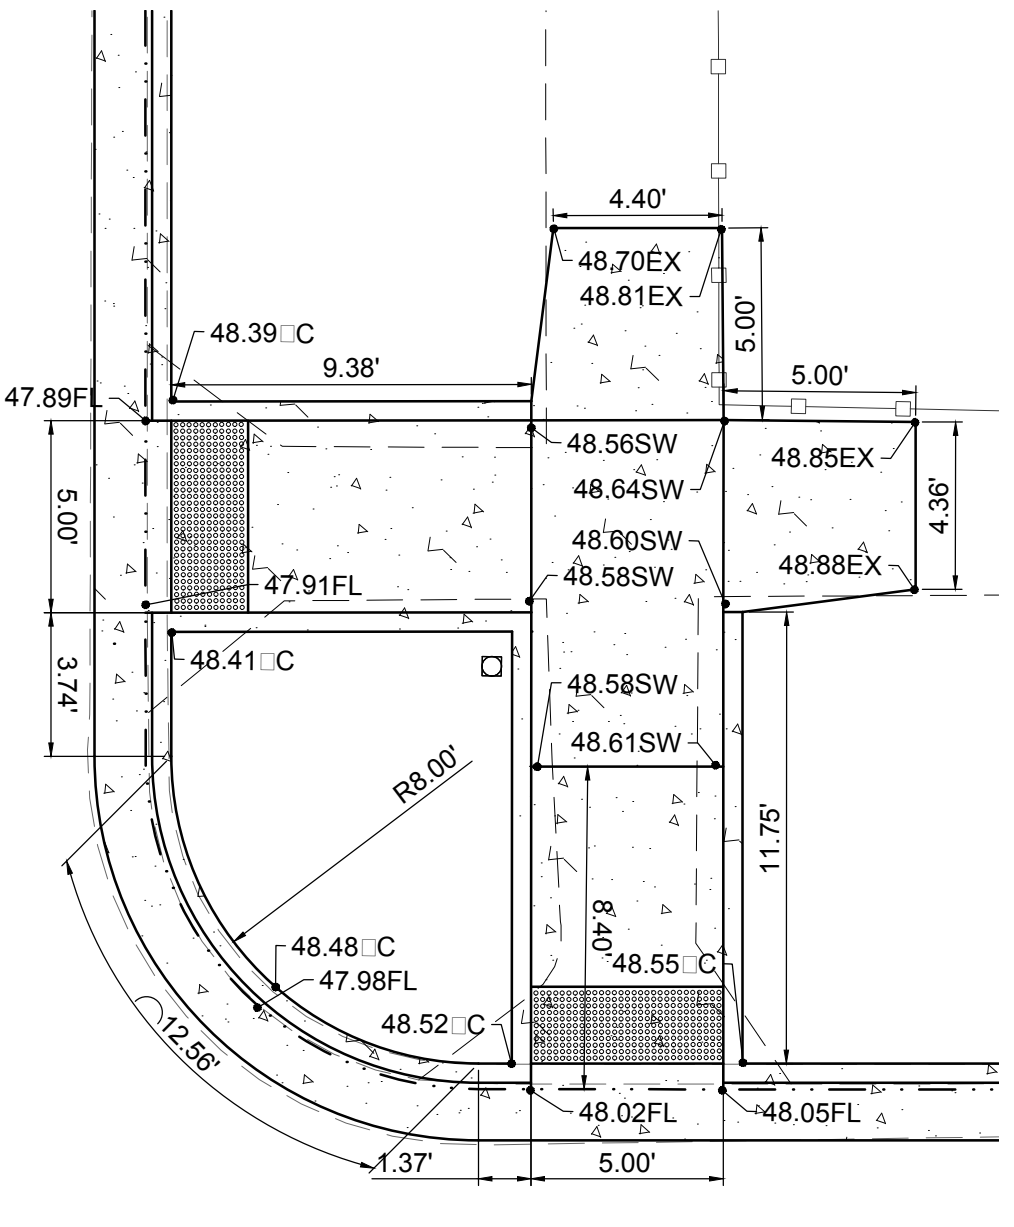 4.40'
48.70EX
48.81EX
5.00'
48.39□C
9.38'
5.00'
47.89FL
48.56SW
48.85EX
48.64SW
5.00'
4.36'
48.60SW
48.88EX
48.58SW
47.91FL
48.41□C
3.74'
48.58SW
48.61SW
R8.00'
11.75'
8.40'
48.48□C
48.55□C
47.98FL
48.52□C
12.56'
48.02FL
48.05FL
1.37'
5.00'